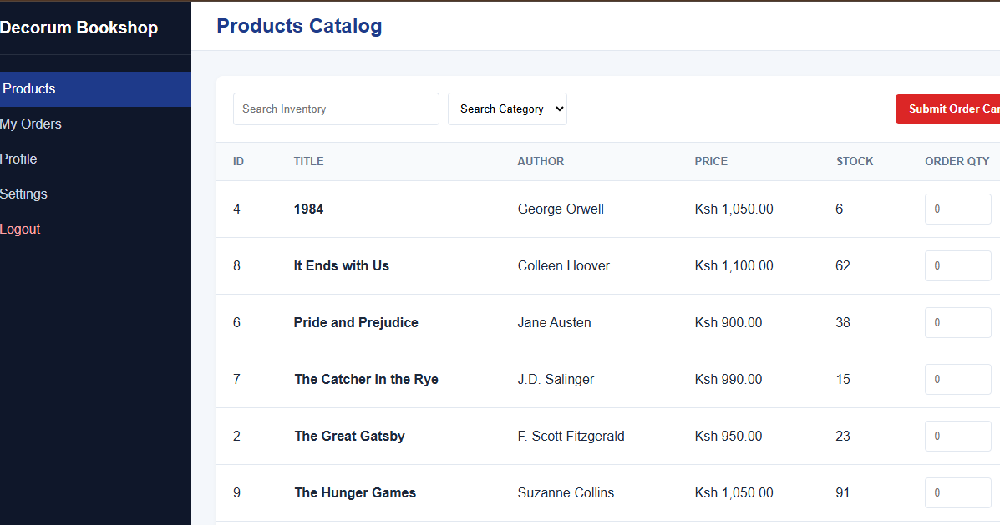 Decorum Bookshop
Products
My Orders
Profile
Settings
Logout
Products Catalog
Search Inventory Search Category Submit Order
ID TITLE AUTHOR PRICE STOCK ORDER QTY
4 1984 George Orwell Ksh 1,050.00 6 0
8 It Ends with Us Colleen Hoover Ksh 1,100.00 62 0
6 Pride and Prejudice Jane Austen Ksh 900.00 38 0
7 The Catcher in the Rye J.D. Salinger Ksh 990.00 15 0
2 The Great Gatsby F. Scott Fitzgerald Ksh 950.00 23 0
9 The Hunger Games Suzanne Collins Ksh 1,050.00 91 0